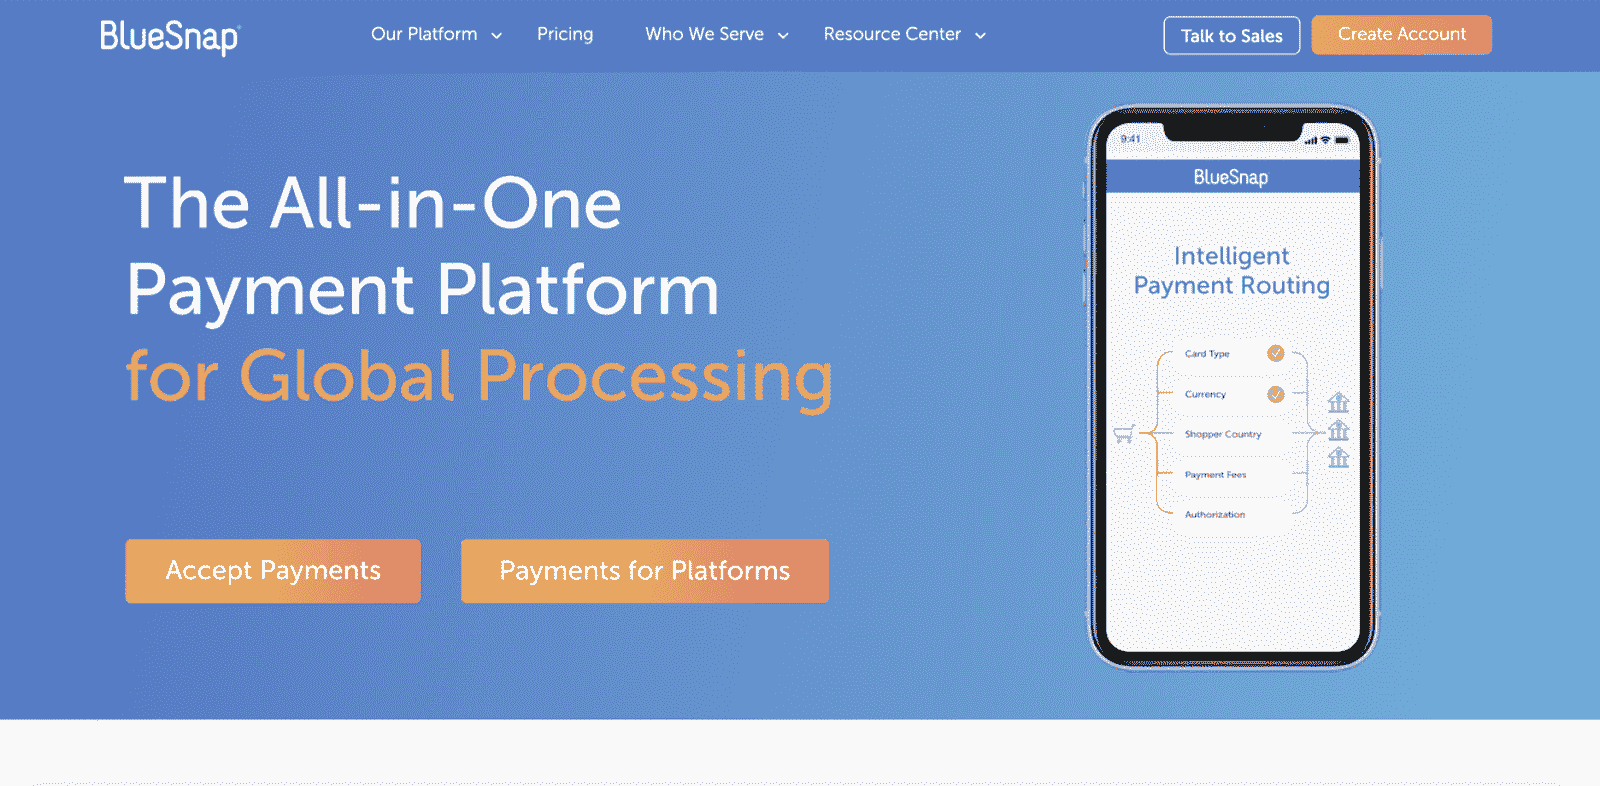 BlueSnap
Our Platform
Pricing
Who We Serve
Resource Center
Talk to Sales
Create Account
The All-in-One
Payment Platform
for Global Processing
Accept Payments
Payments for Platforms
9:41
BlueSnap
Intelligent
Payment Routing
Card Type
Currency
Shopper Country
Payment Fees
Authorization